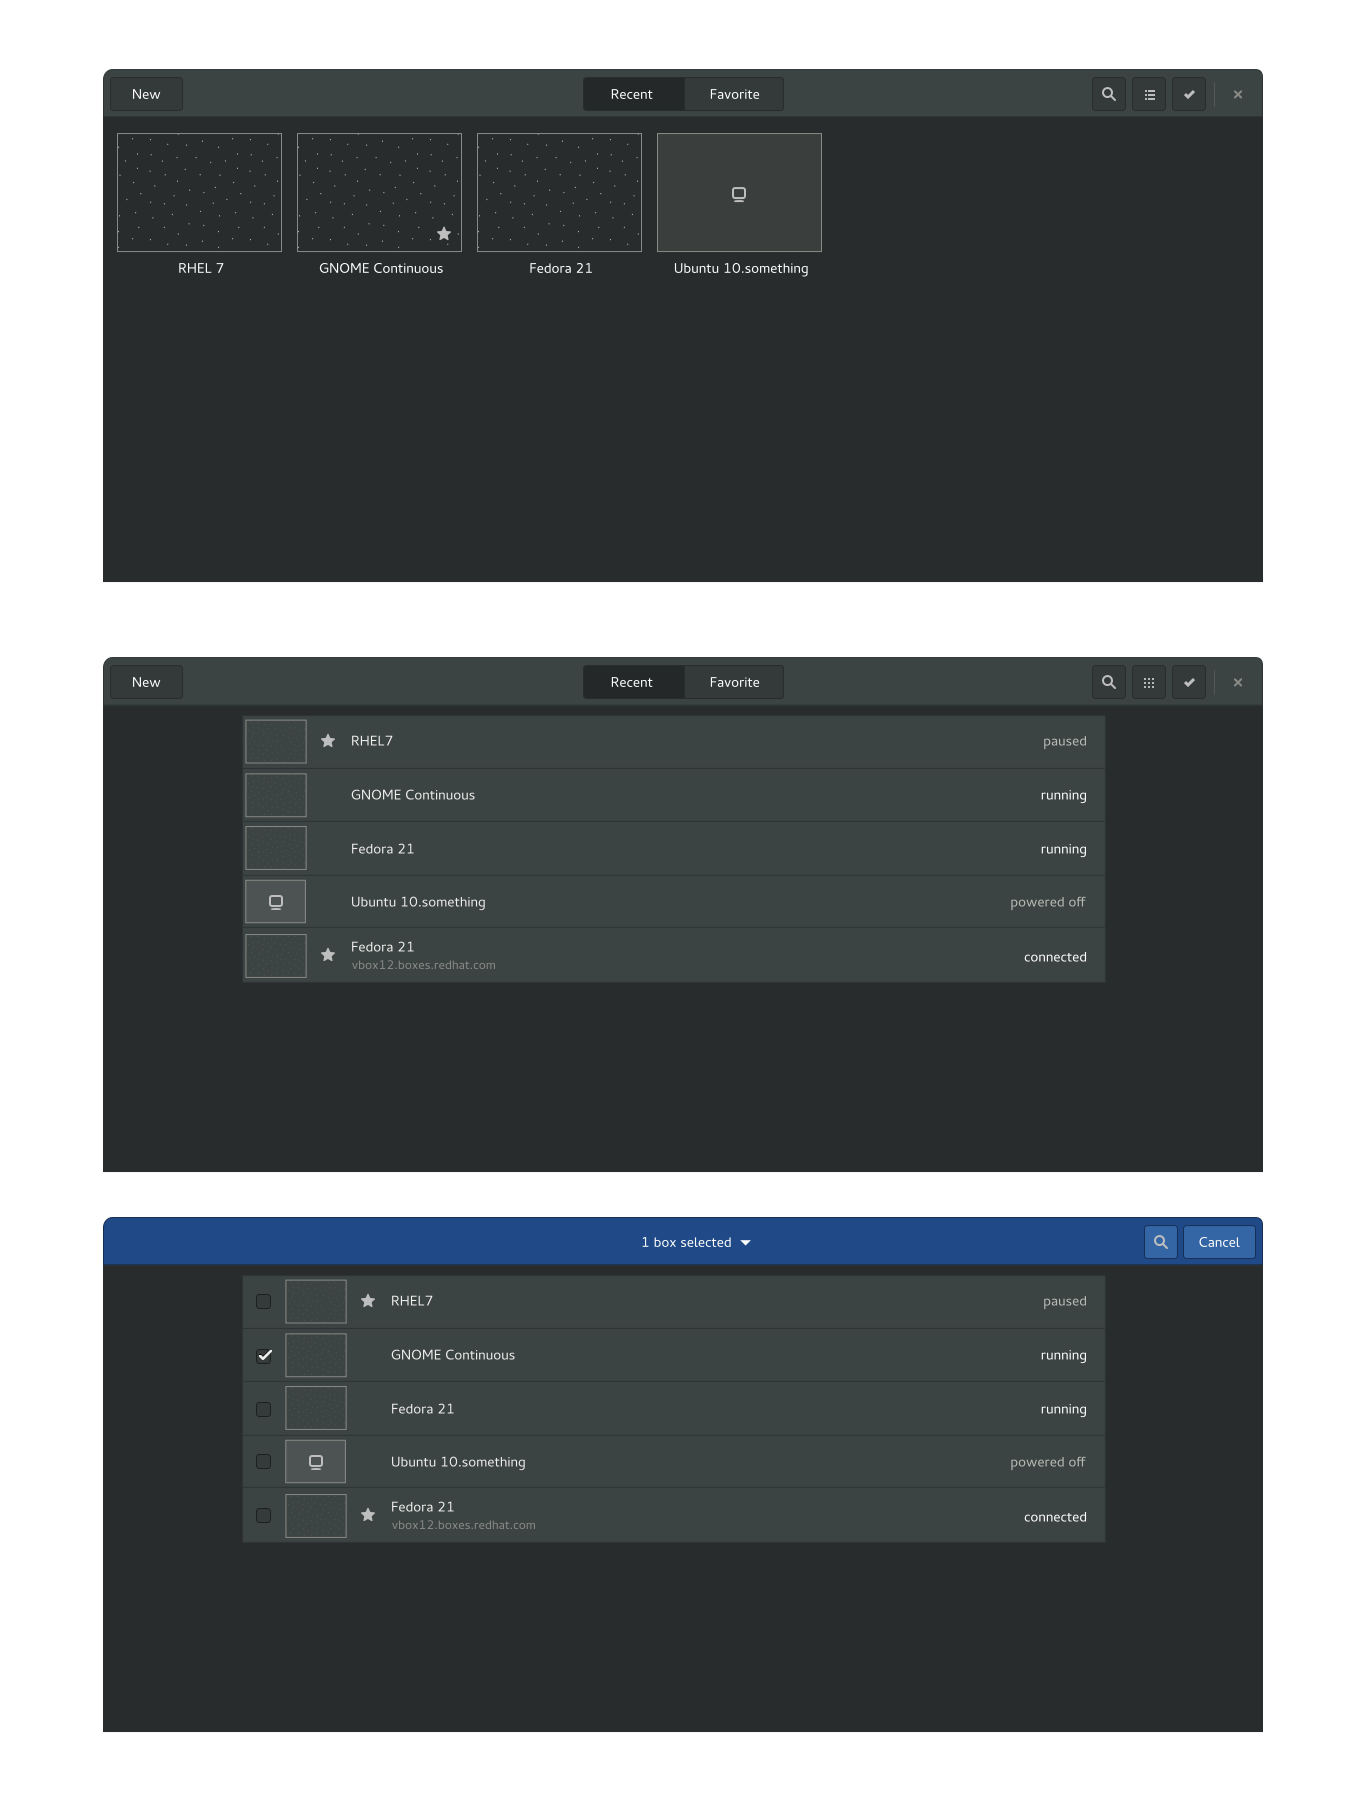 New
Recent
Favorite
RHEL 7
GNOME Continuous
Fedora 21
Ubuntu 10.something
New
Recent
Favorite
RHEL7
paused
GNOME Continuous
running
Fedora 21
running
Ubuntu 10.something
powered off
Fedora 21
vbox12.boxes.redhat.com
connected
1 box selected
Cancel
RHEL7
paused
GNOME Continuous
running
Fedora 21
running
Ubuntu 10.something
powered off
Fedora 21
vbox12.boxes.redhat.com
connected